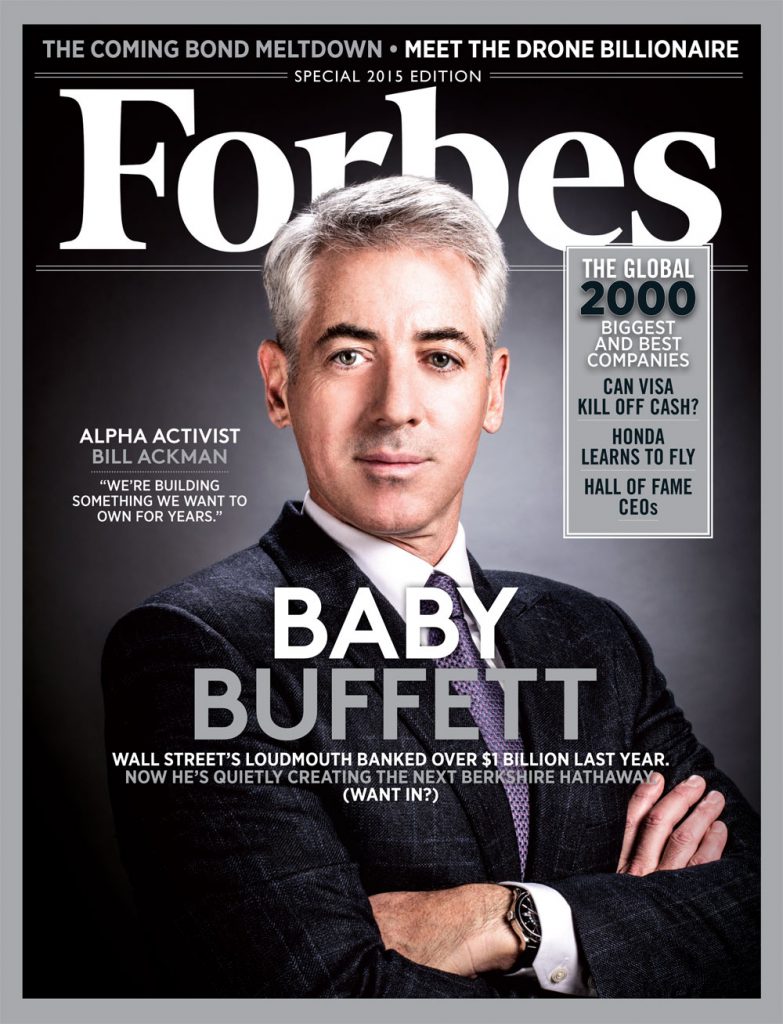 THE COMING BOND MELTDOWN • MEET THE DRONE BILLIONAIRE
SPECIAL 2015 EDITION
Forbes
THE GLOBAL
2000
BIGGEST
AND BEST
COMPANIES
CAN VISA
KILL OFF CASH?
HONDA
LEARNS TO FLY
HALL OF FAME
CEOs
ALPHA ACTIVIST
BILL ACKMAN
“WE’RE BUILDING
SOMETHING WE WANT TO
OWN FOR YEARS.”
BABY
BUFFETT
WALL STREET’S LOUDMOUTH BANKED OVER $1 BILLION LAST YEAR.
NOW HE’S QUIETLY CREATING THE NEXT BERKSHIRE HATHAWAY.
(WANT IN?)